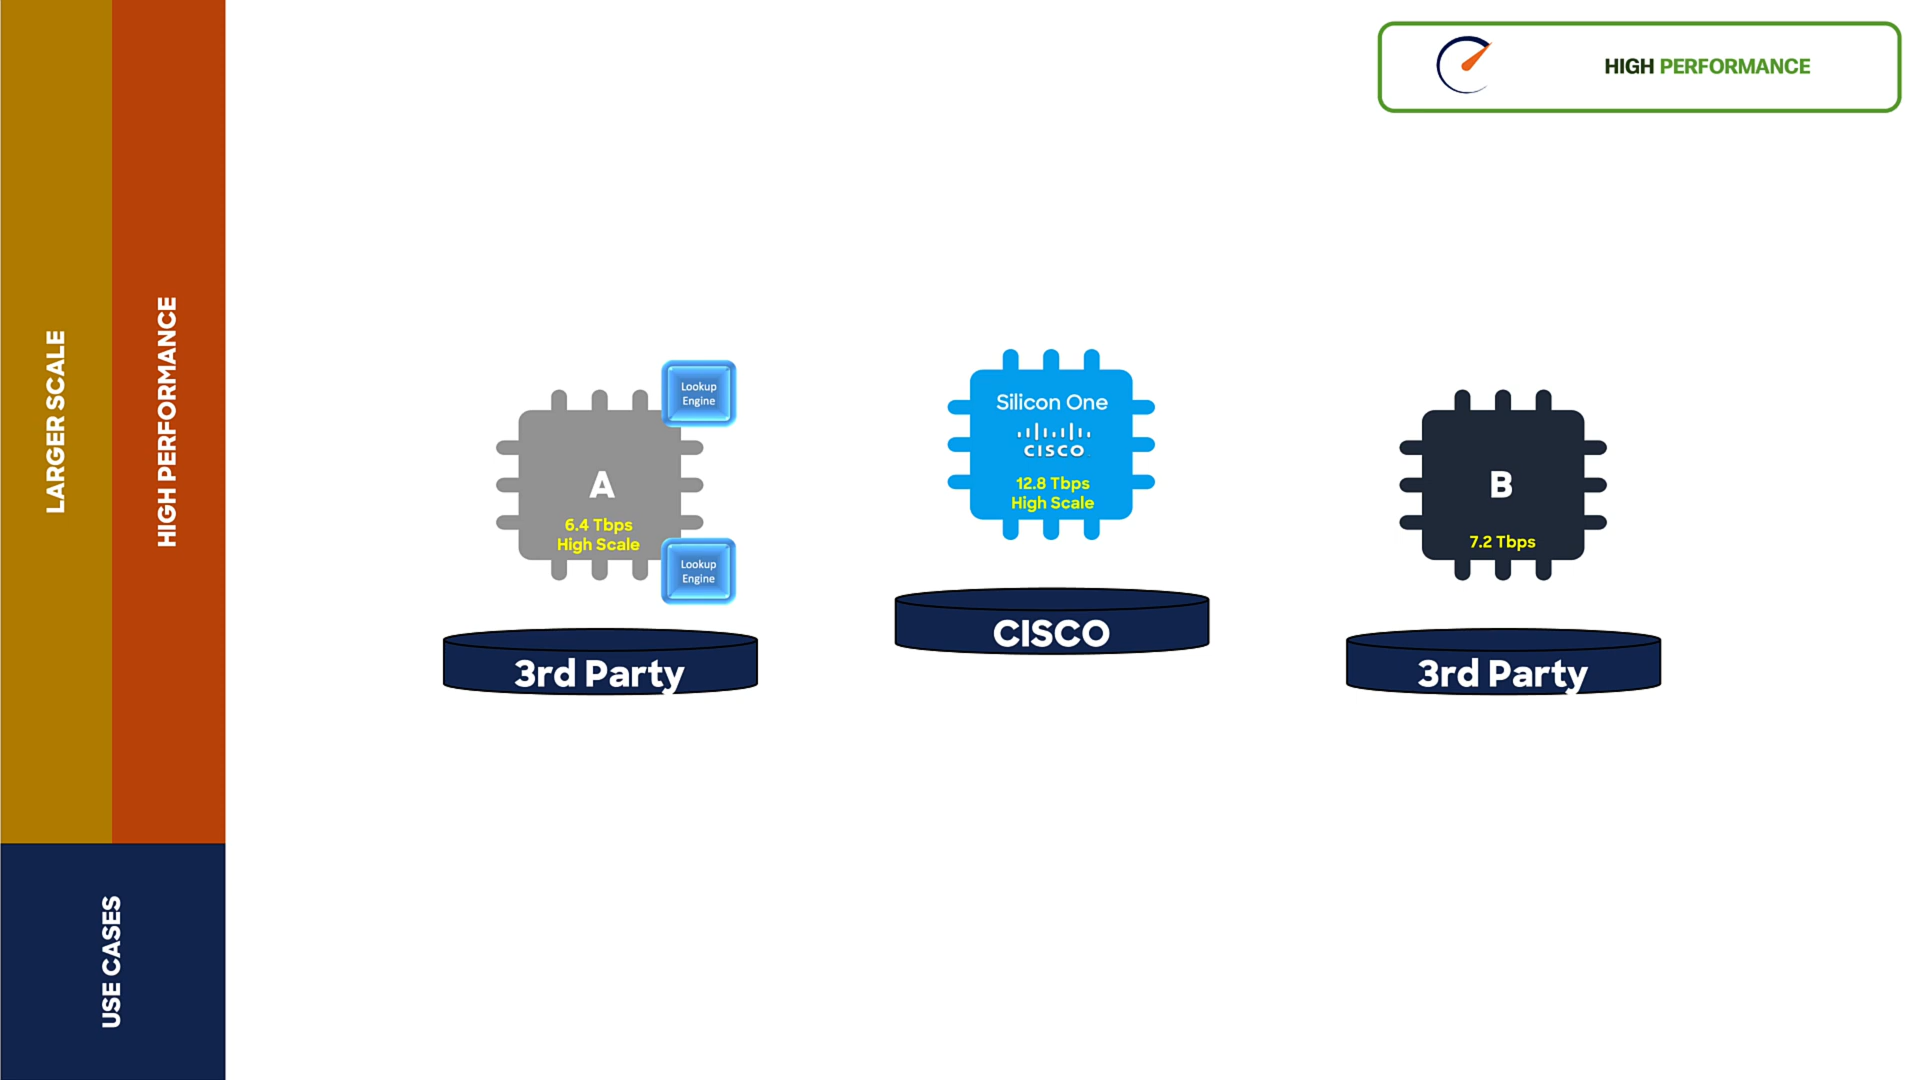 LARGER SCALE
HIGH PERFORMANCE
USE CASES
HIGH PERFORMANCE
Lookup
Engine
A
6.4 Tbps
High Scale
Lookup
Engine
3rd Party
Silicon One
CISCO
12.8 Tbps
High Scale
CISCO
B
7.2 Tbps
3rd Party